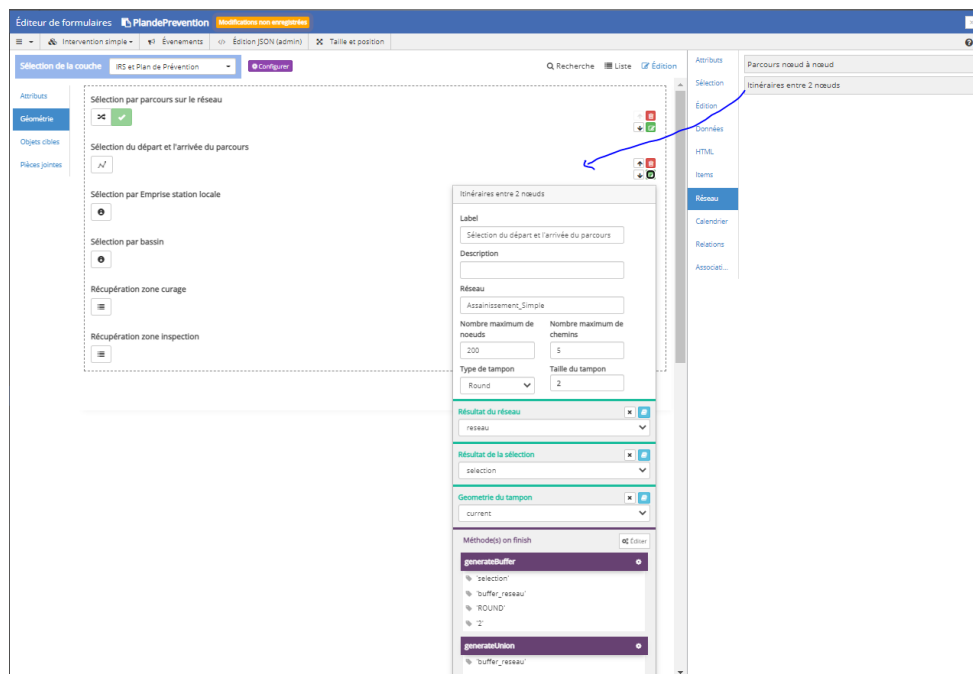 Éditeur de formulaires PlandePrevention Modifications non enregistrées
Intervention simple Évenements Édition JSON (admin) Taille et position
Sélection de la couche IRS et Plan de Prévention Configurer Recherche Liste Édition
Attributs
Géométrie
Objets cibles
Pièces jointes
Sélection par parcours sur le réseau
Sélection du départ et l'arrivée du parcours
Sélection par Emprise station locale
Sélection par bassin
Récupération zone curage
Récupération zone inspection
Itinéraires entre 2 nœuds
Label
Sélection du départ et l'arrivée du parcours
Description
Réseau
Assainissement_Simple
Nombre maximum de noeuds
Nombre maximum de chemins
200
5
Type de tampon
Taille du tampon
Round
2
Résultat du réseau
reseau
Résultat de la sélection
selection
Geometrie du tampon
current
Méthode(s) on finish Éditer
generateBuffer
'selection'
'buffer_reseau'
'ROUND'
'2'
generateUnion
'buffer_reseau'
Attributs
Sélection
Édition
Données
HTML
Items
Réseau
Calendrier
Relations
Associati...
Parcours nœud à nœud
Itinéraires entre 2 nœuds